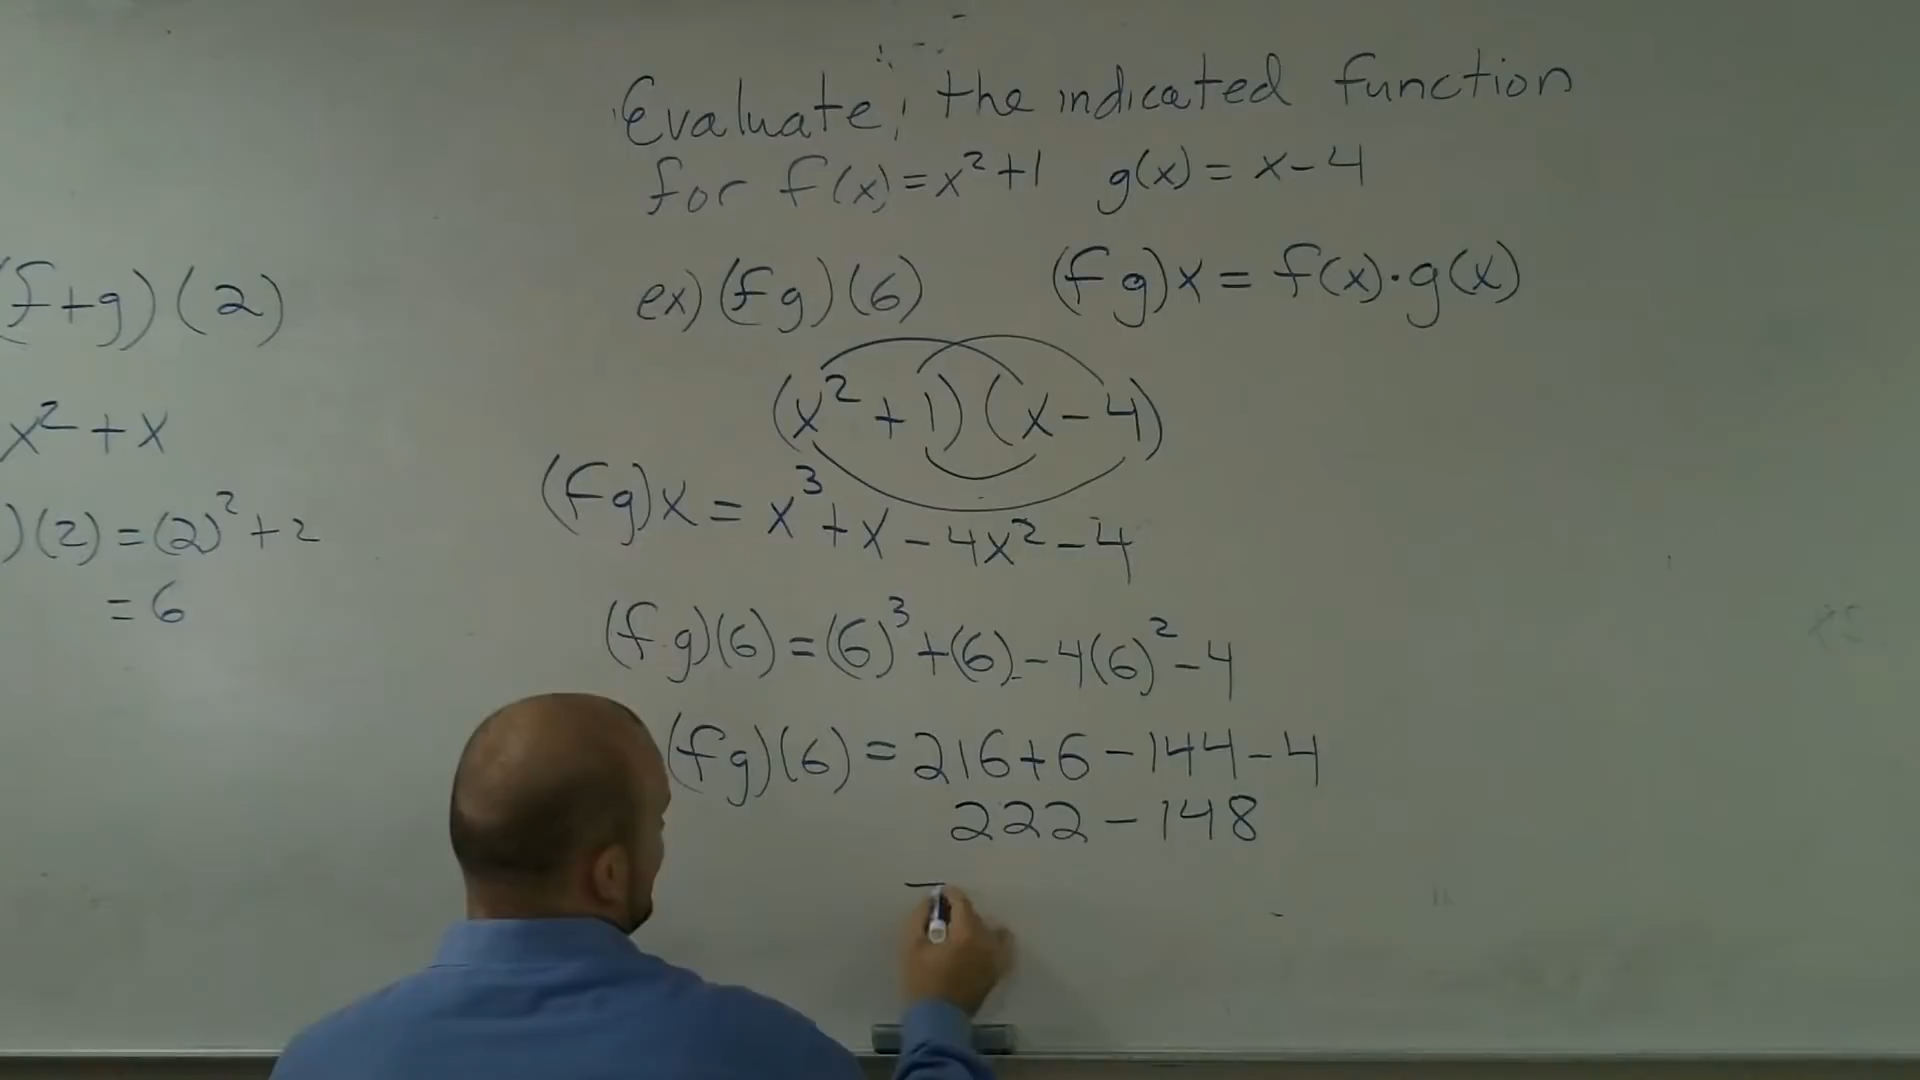 Evaluate, the indicated function
for f(x)=x²+1 g(x)=x-4
ex) (fg)(6) (fg)x=f(x)·g(x)
(x²+1)(x-4)
(fg)x=x³+x-4x²-4
(fg)(6)=(6)³+(6)-4(6)²-4
(fg)(6)=216+6-144-4
222-148
(f+g)(2)
x²+x
)(2)=(2)²+2
=6